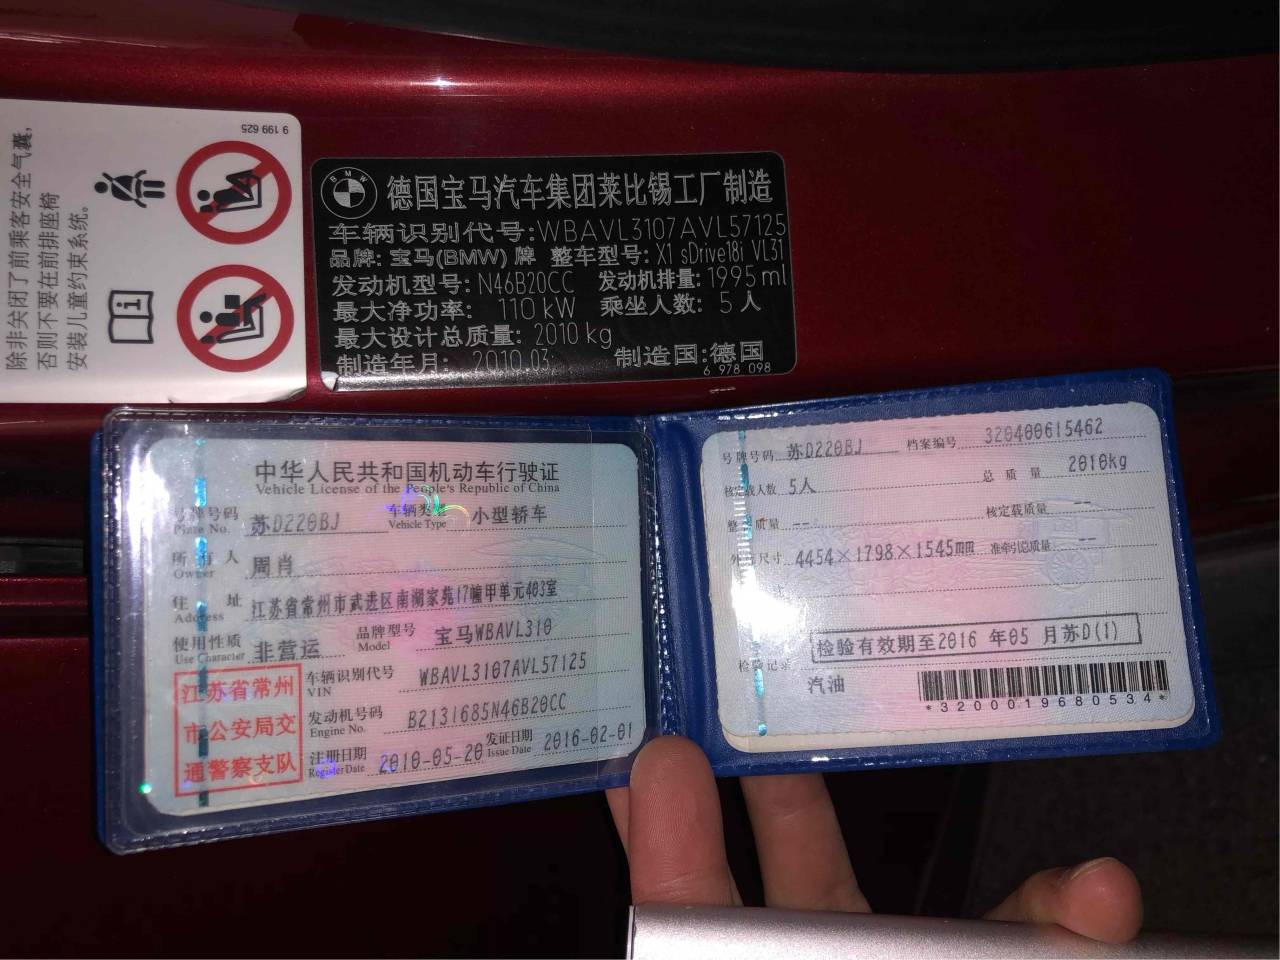 9 199 625
除非关闭了前乘客安全气囊,
否则不要在前排座椅
安装儿童约束系统。
BMW
德国宝马汽车集团莱比锡工厂制造
车辆识别代号:WBAVL3107AVL57125
品牌: 宝马(BMW) 牌 整车型号: X1 sDrive18i VL31
发动机型号: N46B20CC 发动机排量: 1995 ml
最大净功率: 110 kW 乘坐人数: 5 人
最大设计总质量: 2010 kg
制造年月: 2010.03; 制造国:德国
6 978 098
中华人民共和国机动车行驶证
Vehicle License of the People's Republic of China
号牌号码 苏D220BJ 车辆类型 小型轿车
Plate No. Vehicle Type
所有人 周肖
Owner
住址 江苏省常州市武进区南湖家苑17幢甲单元403室
Address
使用性质 非营运 品牌型号 宝马WBAVL310
Use Character Model
江苏省常州
市公安局交
通警察支队
车辆识别代号 WBAVL3107AVL57125
VIN
发动机号码 B2131685N46B20CC
Engine No.
注册日期 2010-05-20 发证日期 2016-02-01
Register Date Issue Date
号牌号码 苏D220BJ 档案编号 320400615462
核定载人数 5人 总质量 2010kg
整备质量 -- 核定载质量 --
外廓尺寸 4454×1798×1545mm 准牵引总质量 --
检验有效期至2016 年05 月苏D(1)
检验记录
汽油
*3200019680534*